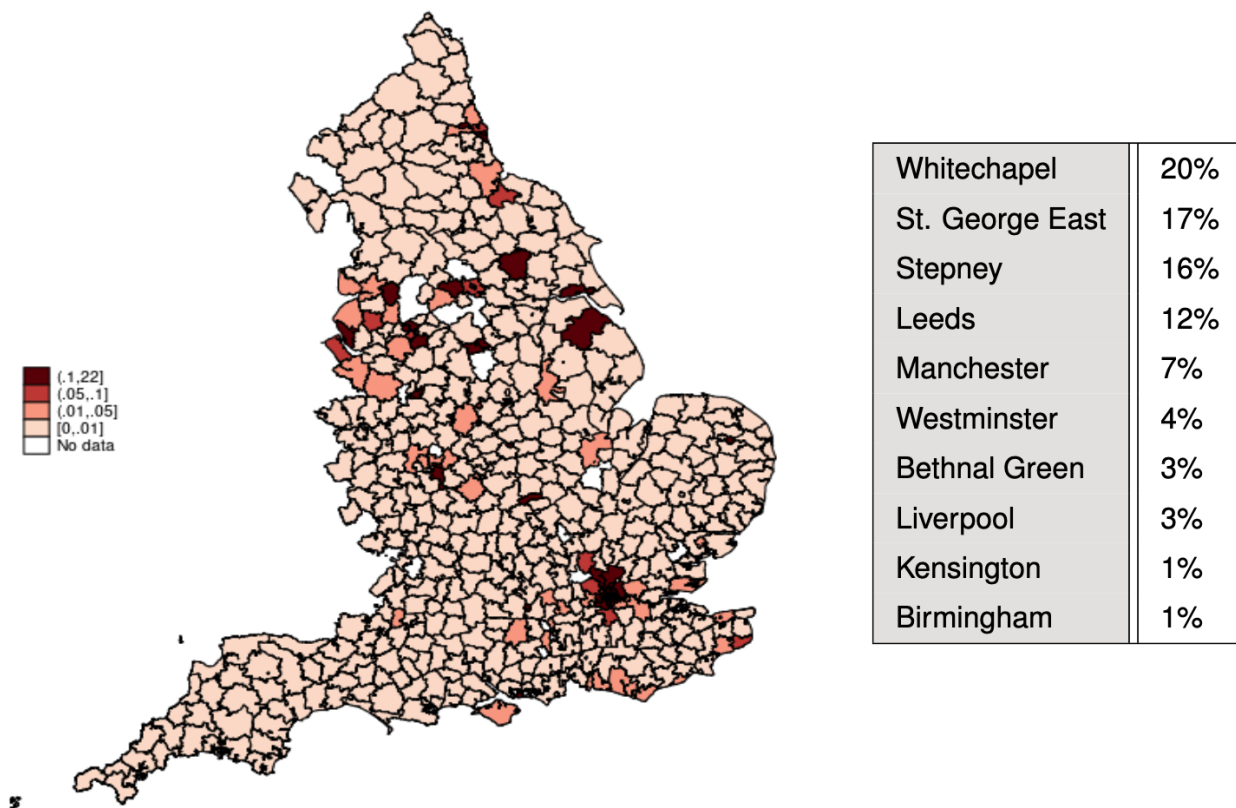 (.1,22]
(.05,.1]
(.01,.05]
[0,.01]
No data
Whitechapel 20%
St. George East 17%
Stepney 16%
Leeds 12%
Manchester 7%
Westminster 4%
Bethnal Green 3%
Liverpool 3%
Kensington 1%
Birmingham 1%